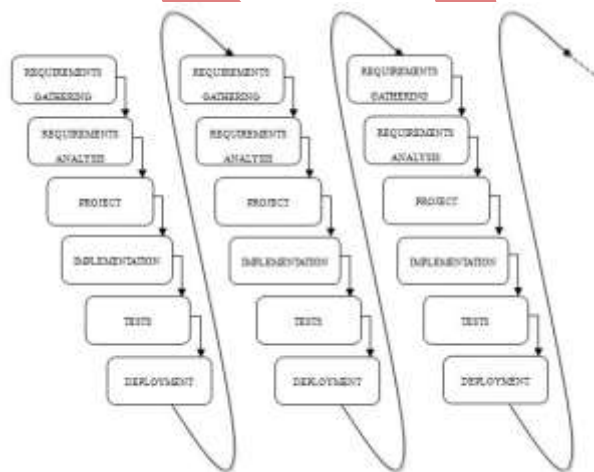 REQUIREMENTS
GATHERING
REQUIREMENTS
ANALYSIS
PROJECT
IMPLEMENTATION
TESTS
DEPLOYMENT
REQUIREMENTS
GATHERING
REQUIREMENTS
ANALYSIS
PROJECT
IMPLEMENTATION
TESTS
DEPLOYMENT
REQUIREMENTS
GATHERING
REQUIREMENTS
ANALYSIS
PROJECT
IMPLEMENTATION
TESTS
DEPLOYMENT